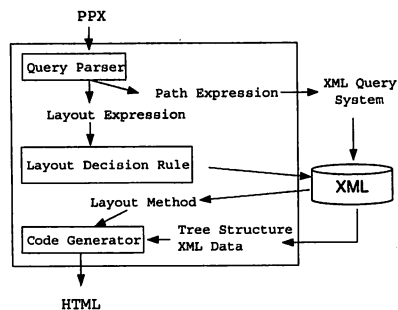 PPX
Query Parser
Path Expression
XML Query
System
Layout Expression
Layout Decision Rule
XML
Layout Method
Code Generator
Tree Structure
XML Data
HTML